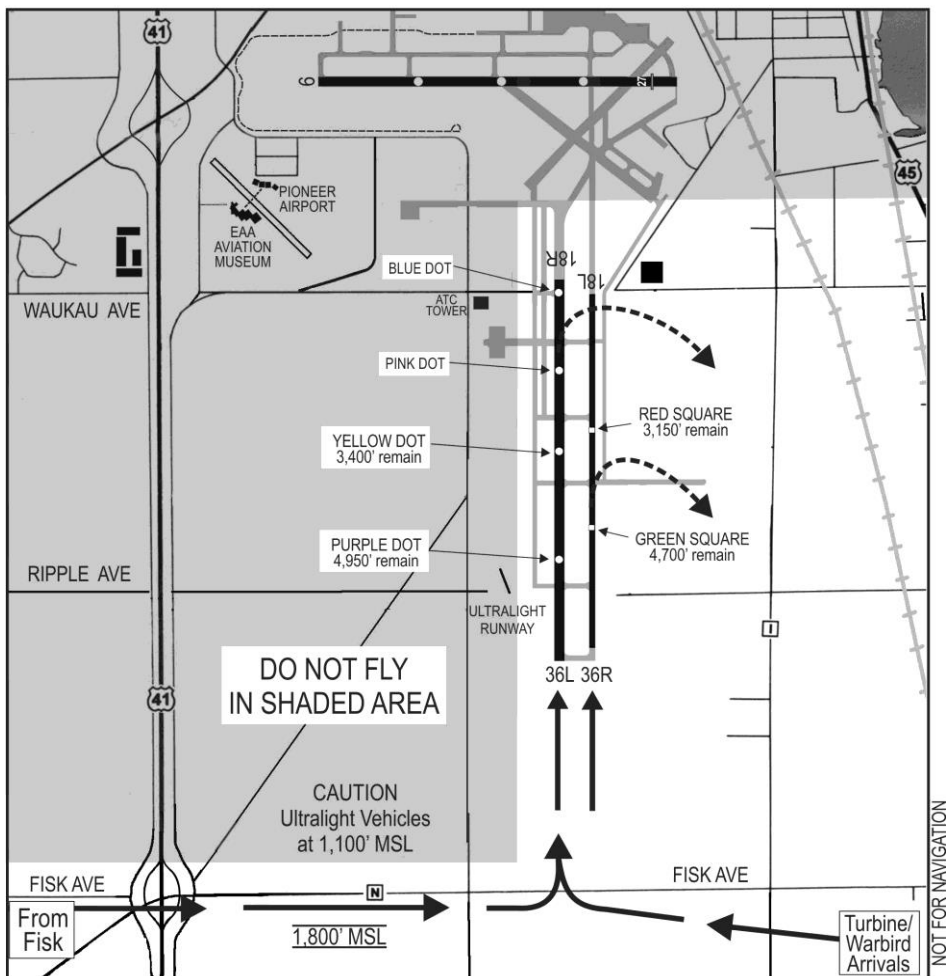 41
9
27
45
PIONEER
AIRPORT
EAA
AVIATION
MUSEUM
18R
18L
BLUE DOT
WAUKAU AVE
ATC
TOWER
PINK DOT
RED SQUARE
3,150' remain
YELLOW DOT
3,400' remain
PURPLE DOT
4,950' remain
GREEN SQUARE
4,700' remain
RIPPLE AVE
ULTRALIGHT
RUNWAY
I
DO NOT FLY
IN SHADED AREA
36L 36R
41
CAUTION
Ultralight Vehicles
at 1,100' MSL
FISK AVE
N
FISK AVE
From
Fisk
1,800' MSL
Turbine/
Warbird
Arrivals
NOT FOR NAVIGATION